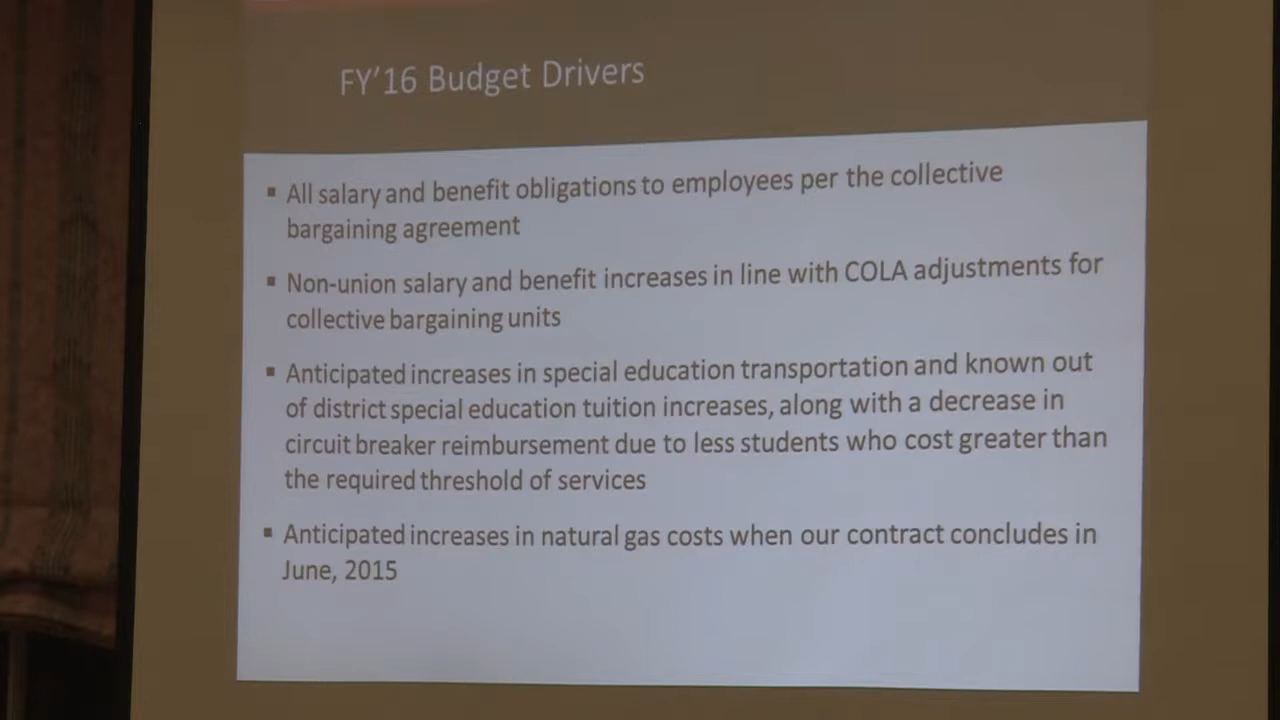 FY'16 Budget Drivers
▪ All salary and benefit obligations to employees per the collective
bargaining agreement
▪ Non-union salary and benefit increases in line with COLA adjustments for
collective bargaining units
▪ Anticipated increases in special education transportation and known out
of district special education tuition increases, along with a decrease in
circuit breaker reimbursement due to less students who cost greater than
the required threshold of services
▪ Anticipated increases in natural gas costs when our contract concludes in
June, 2015